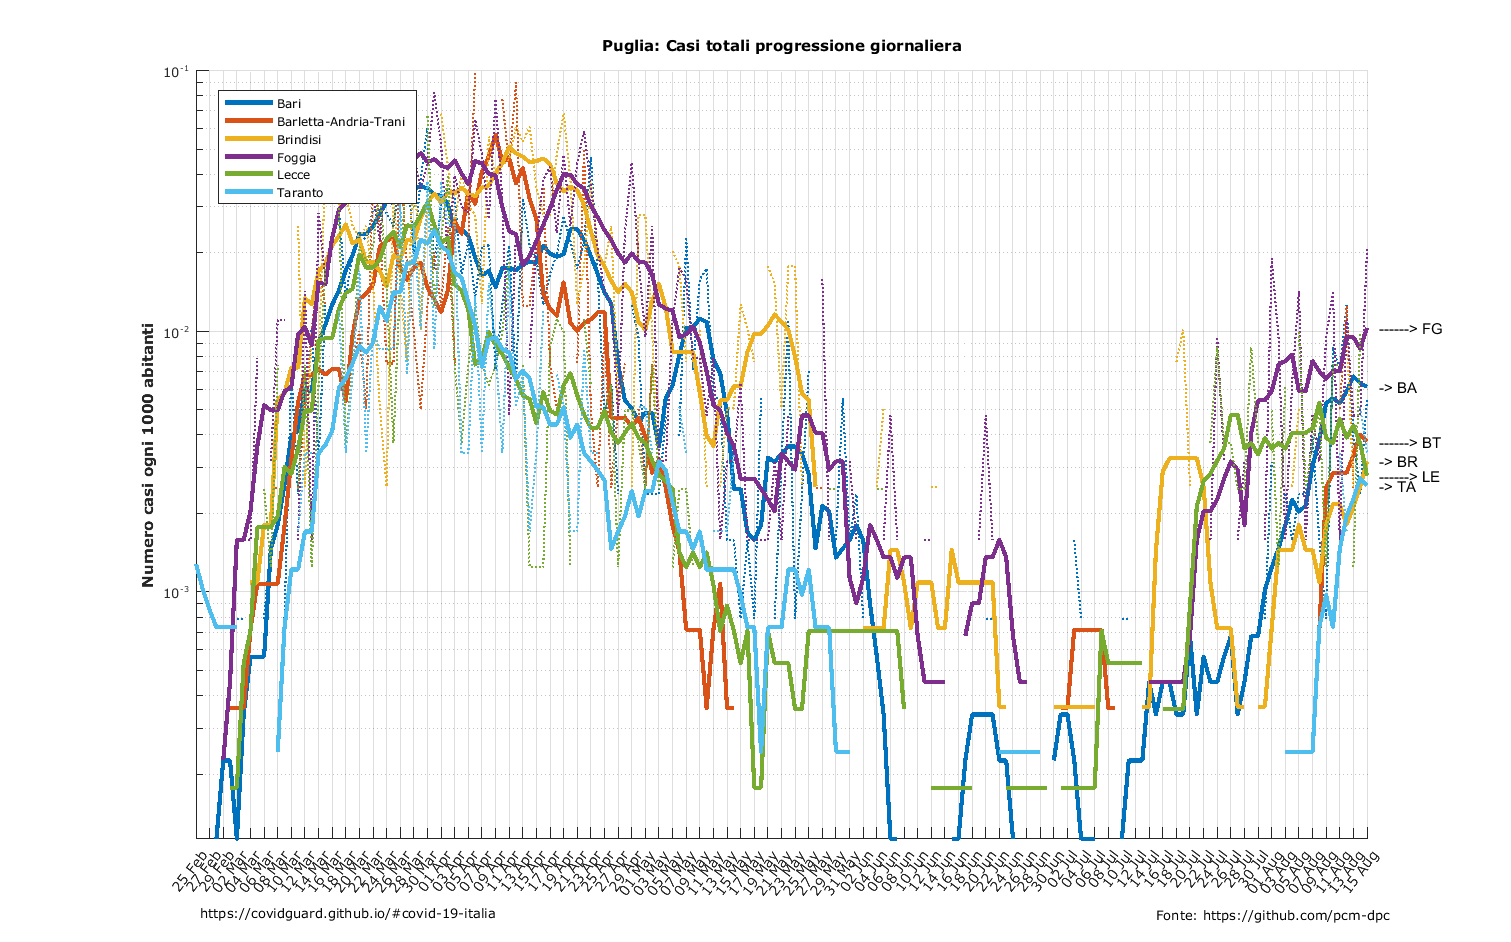 Puglia: Casi totali progressione giornaliera
10⁻¹
10⁻²
10⁻³
Numero casi ogni 1000 abitanti
Bari
Barletta-Andria-Trani
Brindisi
Foggia
Lecce
Taranto
------> FG
-> BA
------> BT
-> BR
------> LE
-> TA
25 Feb
27 Feb
29 Feb
02 Mar
04 Mar
06 Mar
08 Mar
10 Mar
12 Mar
14 Mar
16 Mar
18 Mar
20 Mar
22 Mar
24 Mar
26 Mar
28 Mar
30 Mar
01 Apr
03 Apr
05 Apr
07 Apr
09 Apr
11 Apr
13 Apr
15 Apr
17 Apr
19 Apr
21 Apr
23 Apr
25 Apr
27 Apr
29 Apr
01 May
03 May
05 May
07 May
09 May
11 May
13 May
15 May
17 May
19 May
21 May
23 May
25 May
27 May
29 May
31 May
02 Jun
04 Jun
06 Jun
08 Jun
10 Jun
12 Jun
14 Jun
16 Jun
18 Jun
20 Jun
22 Jun
24 Jun
26 Jun
28 Jun
30 Jun
02 Jul
04 Jul
06 Jul
08 Jul
10 Jul
12 Jul
14 Jul
16 Jul
18 Jul
20 Jul
22 Jul
24 Jul
26 Jul
28 Jul
30 Jul
01 Aug
03 Aug
05 Aug
07 Aug
09 Aug
11 Aug
13 Aug
15 Aug
https://covidguard.github.io/#covid-19-italia
Fonte: https://github.com/pcm-dpc